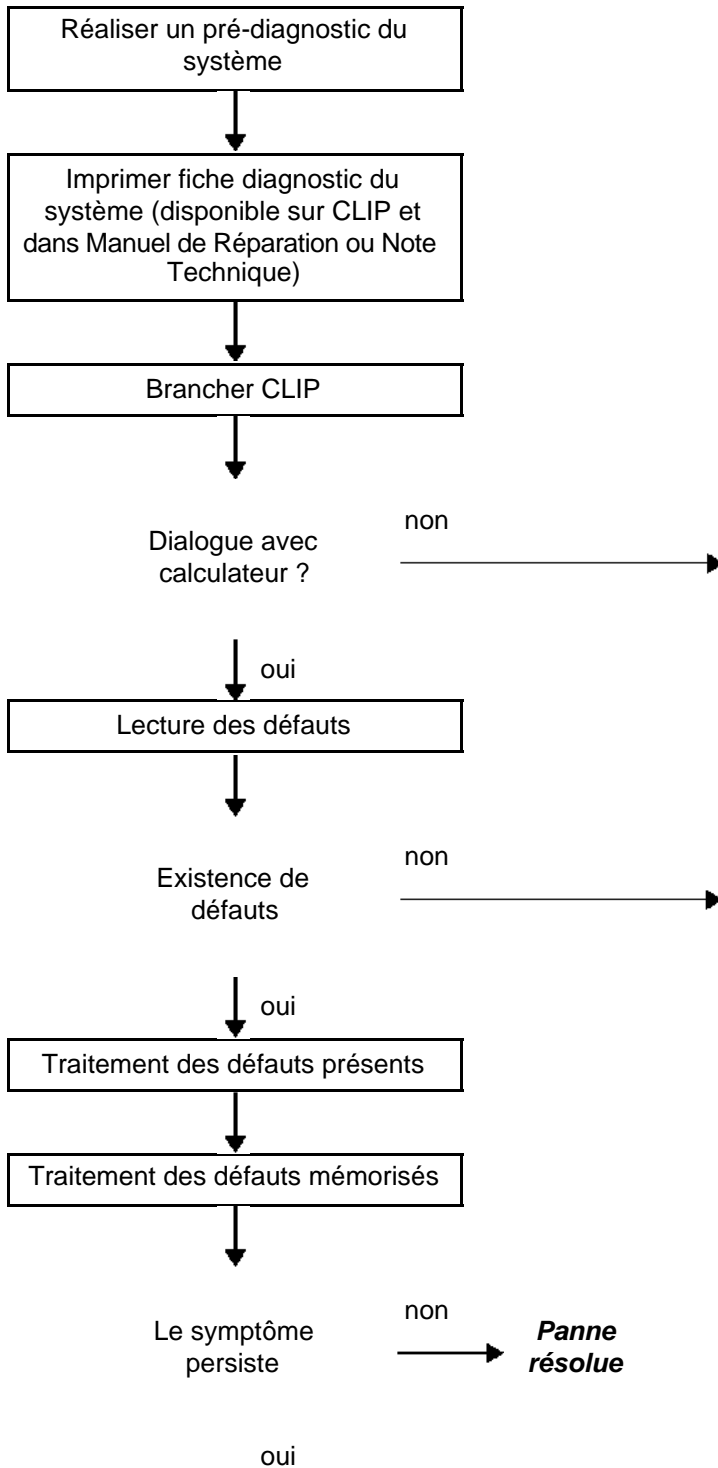 Réaliser un pré-diagnostic du
système
Imprimer fiche diagnostic du
système (disponible sur CLIP et
dans Manuel de Réparation ou Note
Technique)
Brancher CLIP
Dialogue avec
calculateur ?
non
oui
Lecture des défauts
Existence de
défauts
non
oui
Traitement des défauts présents
Traitement des défauts mémorisés
Le symptôme
persiste
non
Panne
résolue
oui